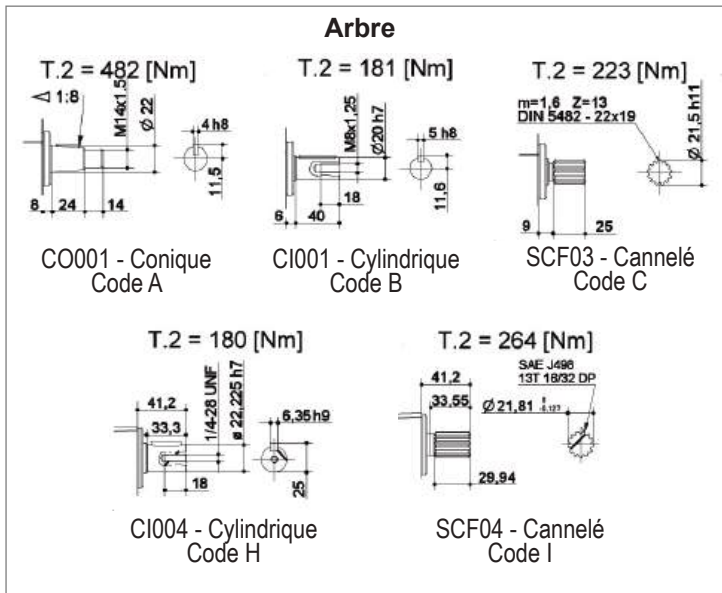 Arbre
T.2 = 482 [Nm]
1:8
M14x1.5
Ø 22
4 h8
11,5
8
24
14
CO001 - Conique
Code A
T.2 = 181 [Nm]
M8x1,25
Ø20 h7
5 h8
11,6
18
6
40
CI001 - Cylindrique
Code B
T.2 = 223 [Nm]
m=1,6 Z=13
DIN 5482 - 22x19
Ø 21,5 h11
9
25
SCF03 - Cannelé
Code C
T.2 = 180 [Nm]
41,2
33,3
1/4-28 UNF
ø 22,225 h7
6,35 h9
25
18
CI004 - Cylindrique
Code H
T.2 = 264 [Nm]
SAE J498
13T 16/32 DP
41,2
33,55
Ø 21,81
-0,127
29,94
SCF04 - Cannelé
Code I